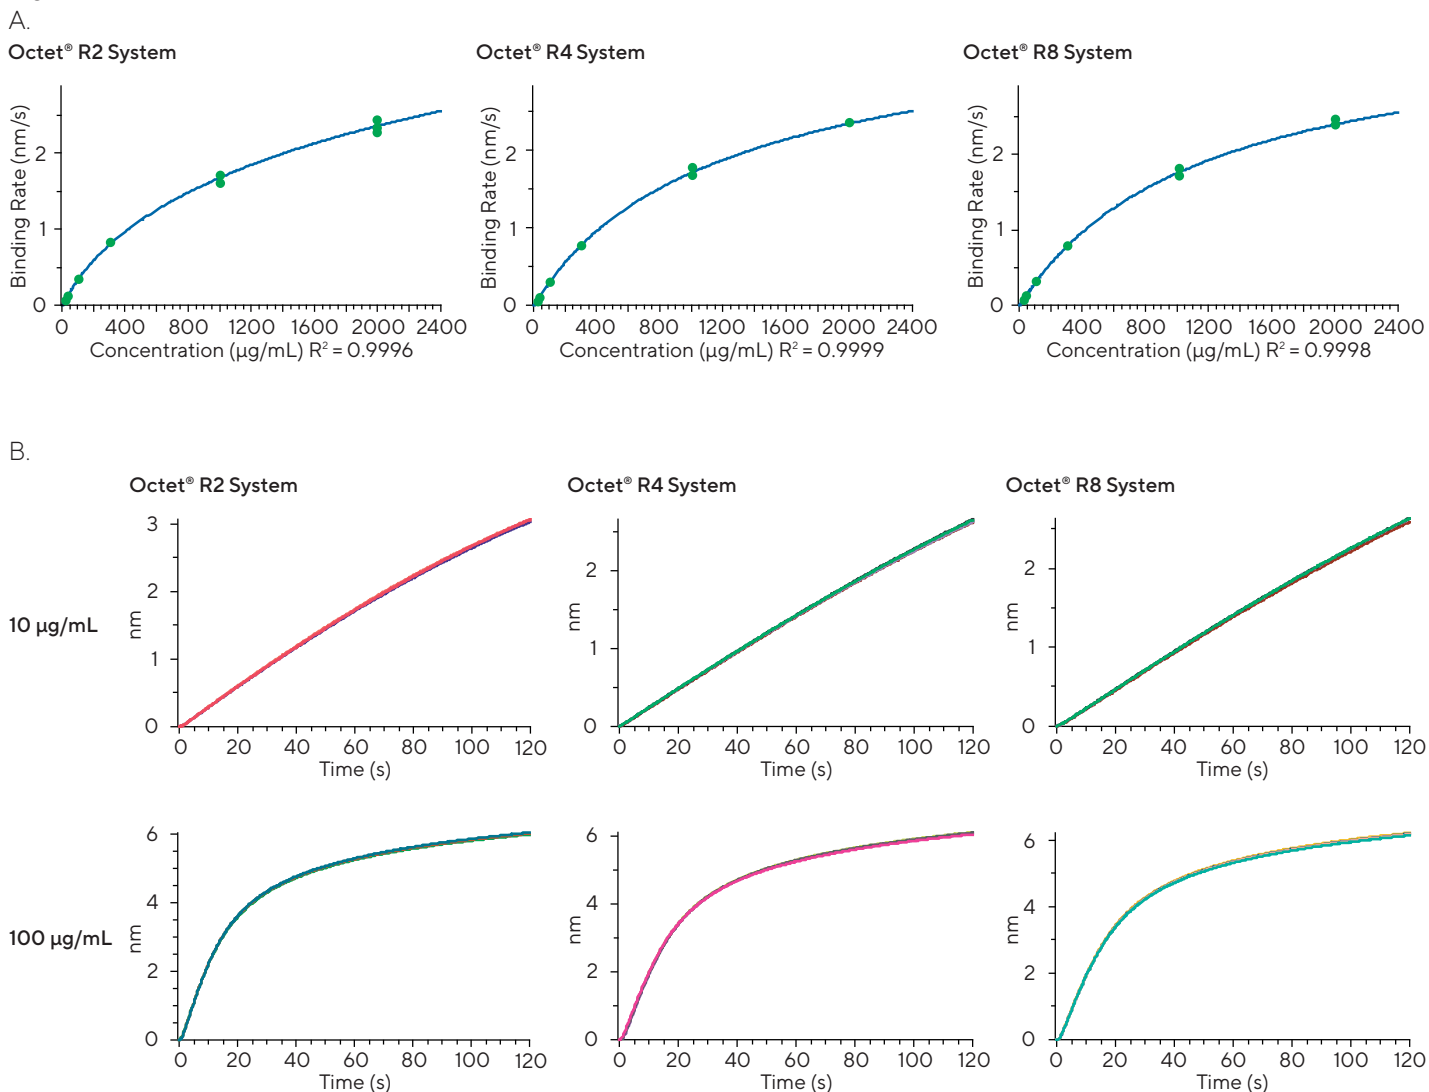 A.
Octet® R2 System
Octet® R4 System
Octet® R8 System
Binding Rate (nm/s)
2
1
0
0 400 800 1200 1600 2000 2400
Concentration (µg/mL) R² = 0.9996
Binding Rate (nm/s)
2
1
0
0 400 800 1200 1600 2000 2400
Concentration (µg/mL) R² = 0.9999
Binding Rate (nm/s)
2
1
0
0 400 800 1200 1600 2000 2400
Concentration (µg/mL) R² = 0.9998
B.
Octet® R2 System
Octet® R4 System
Octet® R8 System
10 µg/mL
nm
3
2
1
0
0 20 40 60 80 100 120
Time (s)
nm
2
1
0
0 20 40 60 80 100 120
Time (s)
nm
2
1
0
0 20 40 60 80 100 120
Time (s)
100 µg/mL
nm
6
4
2
0
0 20 40 60 80 100 120
Time (s)
nm
6
4
2
0
0 20 40 60 80 100 120
Time (s)
nm
6
4
2
0
0 20 40 60 80 100 120
Time (s)